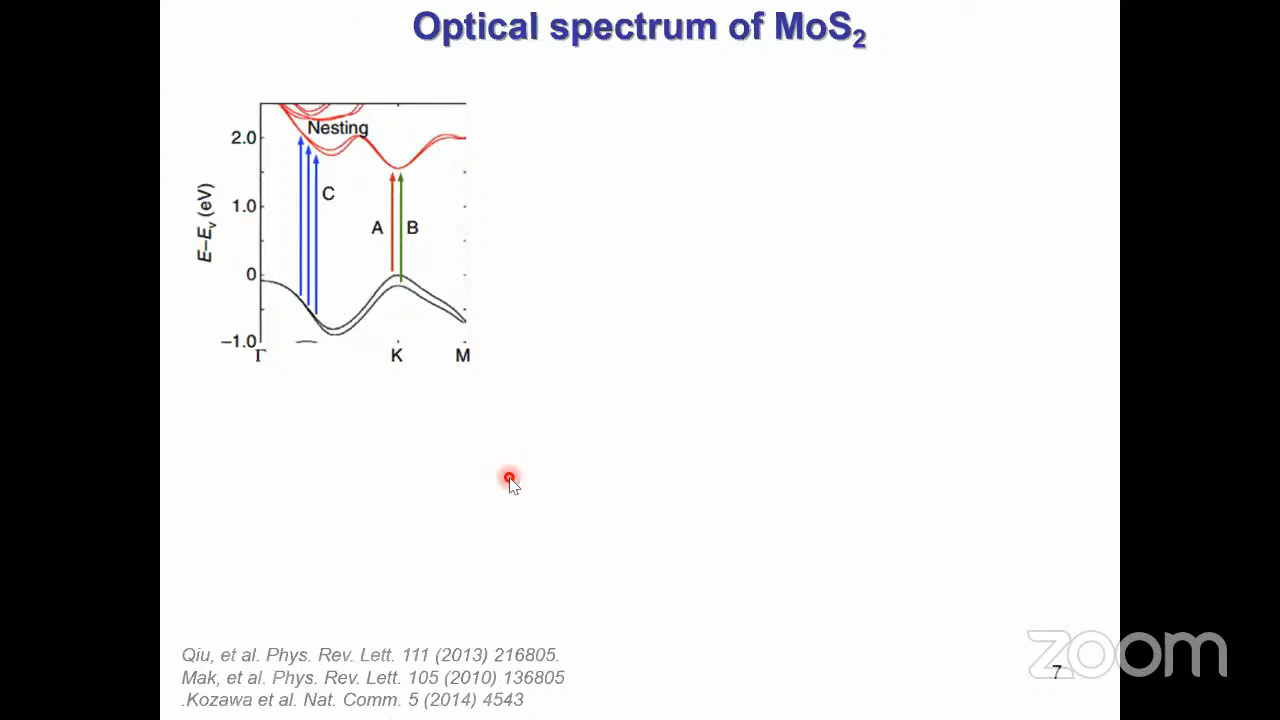 Optical spectrum of MoS2
Nesting
2.0
C
1.0
A
B
E–Ev (eV)
0
–1.0
Γ
K
M
Qiu, et al. Phys. Rev. Lett. 111 (2013) 216805.
Mak, et al. Phys. Rev. Lett. 105 (2010) 136805
.Kozawa et al. Nat. Comm. 5 (2014) 4543
zoom
7